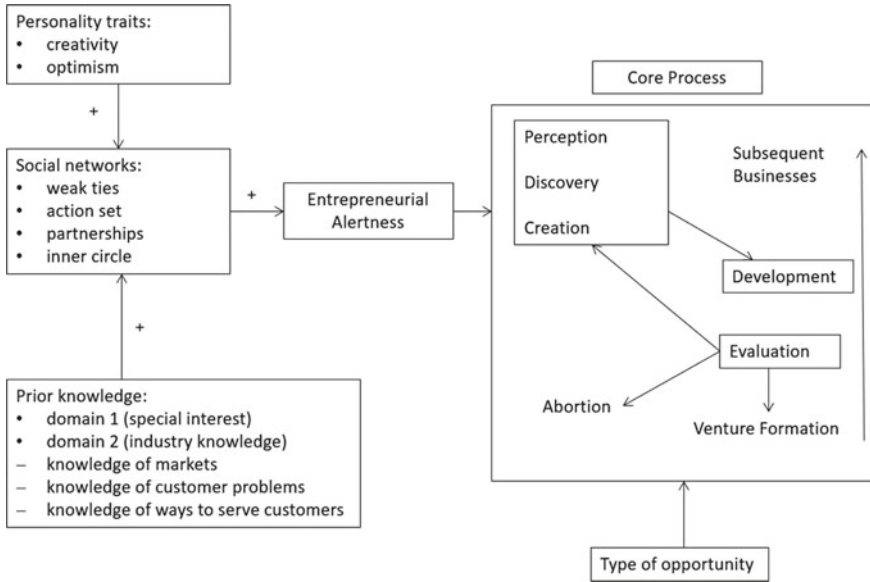 Personality traits:
• creativity
• optimism
+
Social networks:
• weak ties
• action set
• partnerships
• inner circle
+
+
Prior knowledge:
• domain 1 (special interest)
• domain 2 (industry knowledge)
– knowledge of markets
– knowledge of customer problems
– knowledge of ways to serve customers
Entrepreneurial
Alertness
Core Process
Perception
Discovery
Creation
Subsequent
Businesses
Development
Evaluation
Abortion
Venture Formation
Type of opportunity